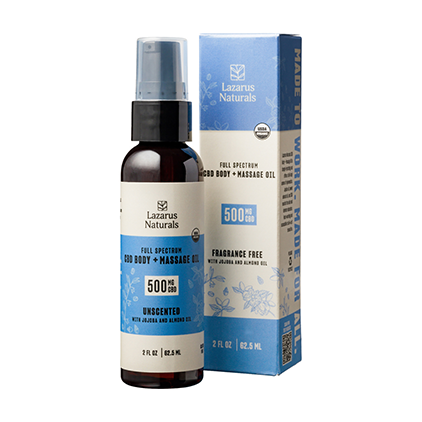 Lazarus
Naturals
FULL SPECTRUM
CBD BODY + MASSAGE OIL
500 MG
CBD
UNSCENTED
WITH JOJOBA AND ALMOND OIL
2 FL OZ | 62.5 ML
Lazarus
Naturals
USDA
ORGANIC
FULL SPECTRUM
CBD BODY + MASSAGE OIL
500 MG
CBD
FRAGRANCE FREE
WITH JOJOBA AND ALMOND OIL
2 FL OZ | 62.5 ML
MADE TO WORK. MADE FOR ALL.